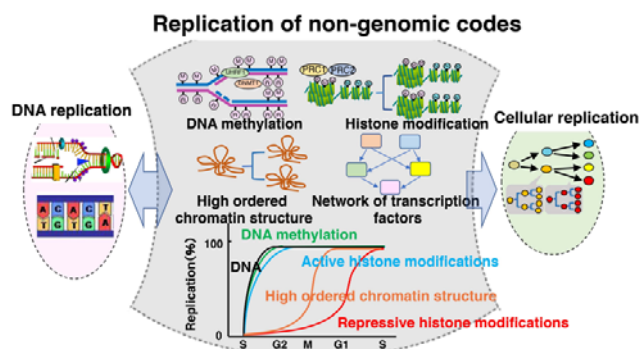 Replication of non-genomic codes
DNA replication
Cellular replication
M M M M
UHRF1
DNMT1
DNA methylation
PRC1 PRC2
Histone modification
High ordered
chromatin structure
Network of transcription
factors
A C A C T
T G T G A
Replication(%)
100
0
DNA
DNA methylation
Active histone modifications
High ordered chromatin structure
Repressive histone modifications
S G2 M G1 S